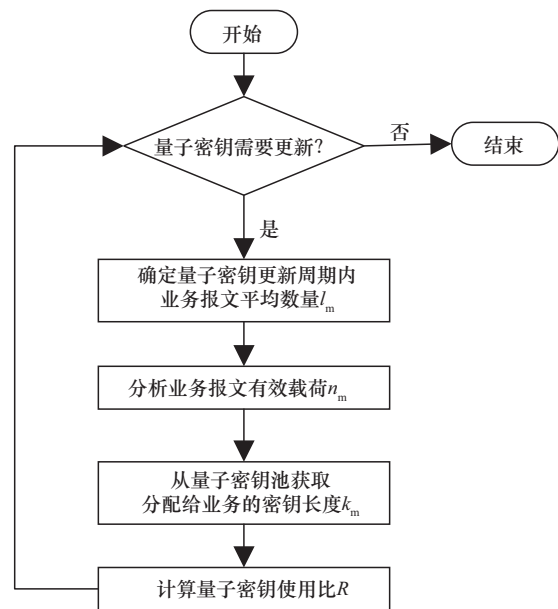 开始
量子密钥需要更新？
否
结束
是
确定量子密钥更新周期内
业务报文平均数量lm
分析业务报文有效载荷nm
从量子密钥池获取
分配给业务的密钥长度km
计算量子密钥使用比R